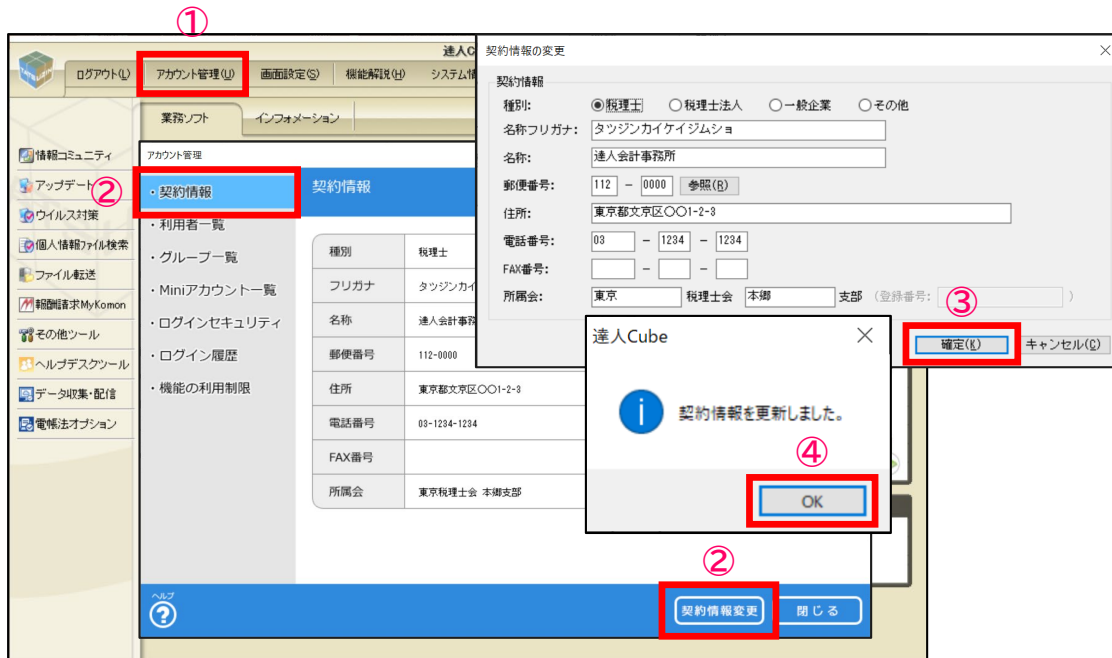 ①
達人C
ログアウト(L)
アカウント管理(U)
画面設定(S)
機能解説(H)
システム情
業務ソフト
インフォメーション
情報コミュニティ
アップデート
ウイルス対策
個人情報ファイル検索
ファイル転送
報酬請求MyKomon
その他ツール
ヘルプデスクツール
データ収集・配信
電帳法オプション
アカウント管理
②
・契約情報
・利用者一覧
・グループ一覧
・Miniアカウント一覧
・ログインセキュリティ
・ログイン履歴
・機能の利用制限
契約情報
種別 税理士
フリガナ タツジンカイ
名称 達人会計事務
郵便番号 112-0000
住所 東京都文京区〇〇1-2-3
電話番号 03-1234-1234
FAX番号
所属会 東京税理士会 本郷支部
ヘルプ
②
契約情報変更
閉じる
契約情報の変更
契約情報
種別: 税理士 税理士法人 一般企業 その他
名称フリガナ: タツジンカイケイジムショ
名称: 達人会計事務所
郵便番号: 112 - 0000 参照(R)
住所: 東京都文京区〇〇1-2-3
電話番号: 03 - 1234 - 1234
FAX番号: - -
所属会: 東京 税理士会 本郷 支部 (登録番号: )
③
確定(K)
キャンセル(C)
達人Cube
契約情報を更新しました。
④
OK